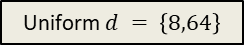 Uniform d = {8,64}